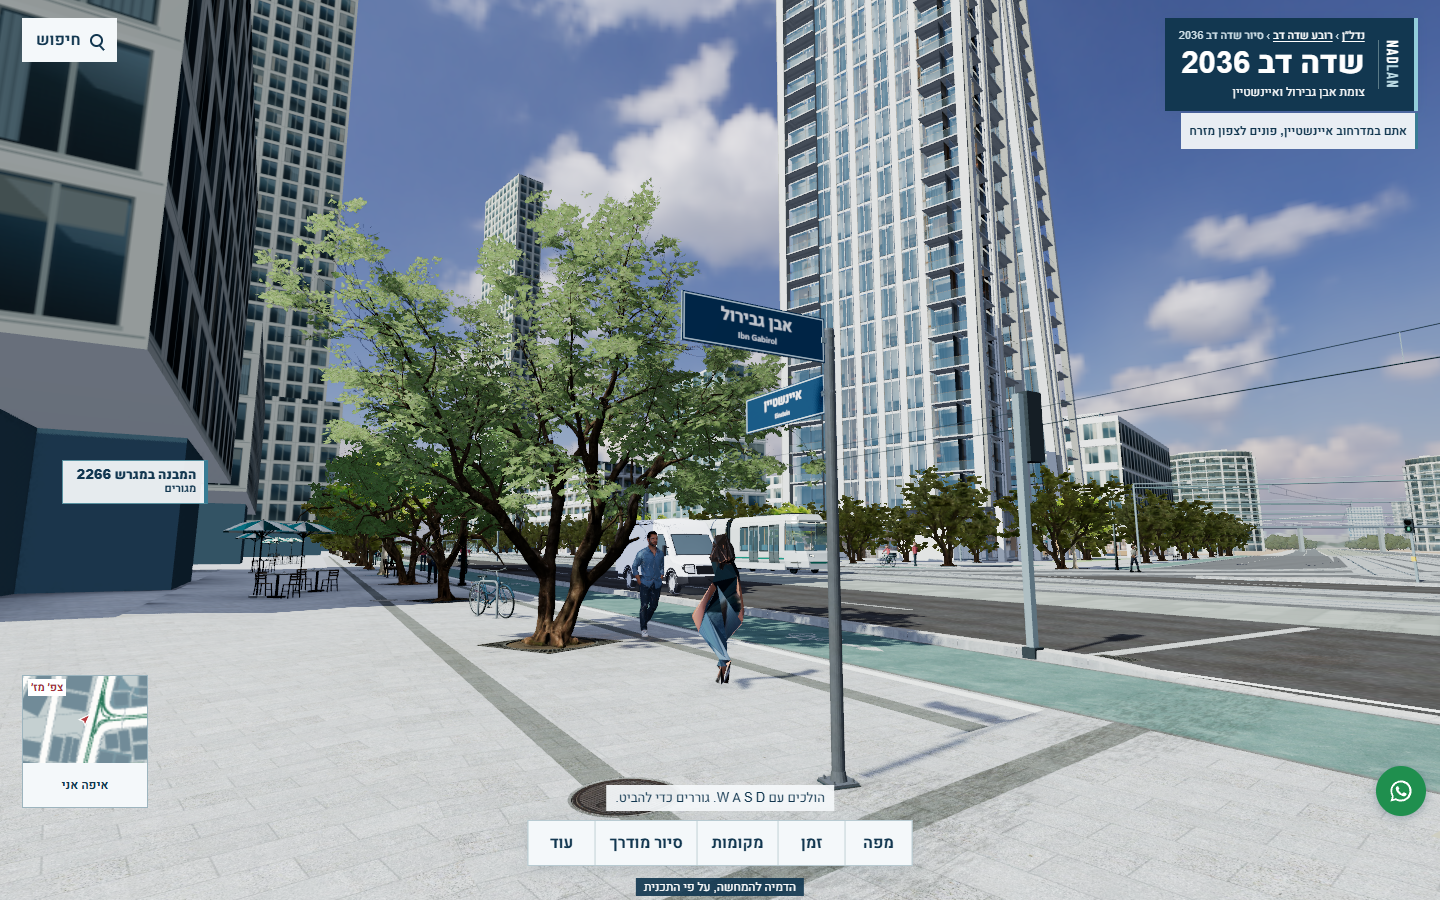 חיפוש
נדל"ן › רובע שדה דב › סיור שדה דב 2036
שדה דב 2036
צומת אבן גבירול ואיינשטיין
NADLAN
אתם במדרחוב איינשטיין, פונים לצפון מזרח
אבן גבירול
Ibn Gabirol
איינשטיין
Einstein
המבנה במגרש 2266
מגורים
צפ' מז'
איפה אני
הולכים עם W A S D. גוררים כדי להביט.
מפה
זמן
מקומות
סיור מודרך
עוד
הדמיה להמחשה, על פי התכנית